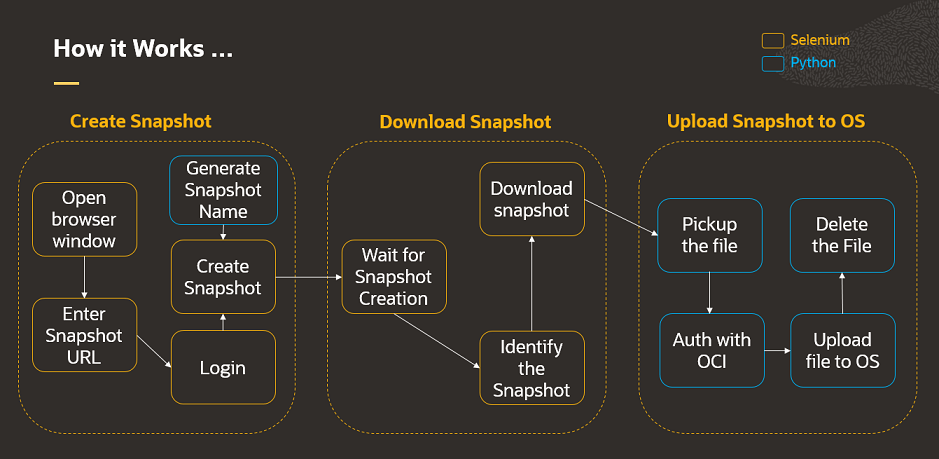 How it Works ...
Selenium
Python
Create Snapshot
Open
browser
window
Enter
Snapshot
URL
Generate
Snapshot
Name
Create
Snapshot
Login
Download Snapshot
Wait for
Snapshot
Creation
Identify
the
Snapshot
Download
snapshot
Upload Snapshot to OS
Pickup
the file
Auth with
OCI
Upload
file to OS
Delete
the File